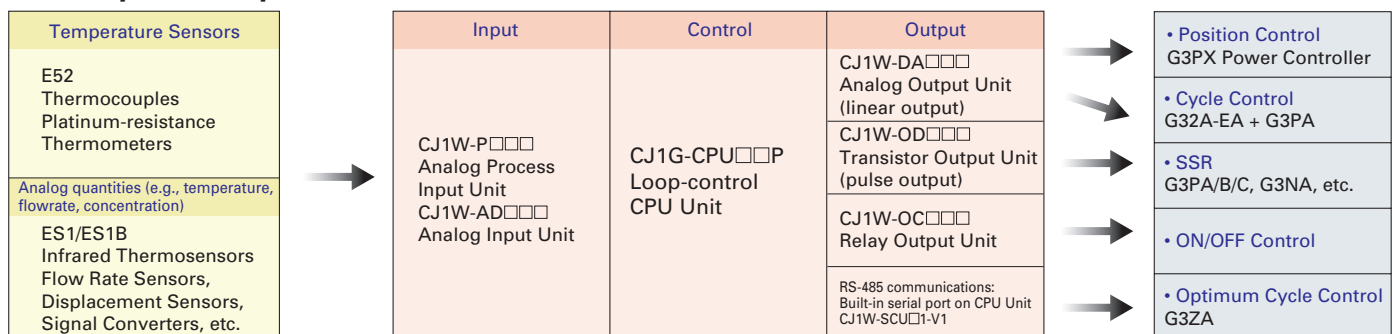 Temperature Sensors
E52
Thermocouples
Platinum-resistance
Thermometers
Analog quantities (e.g., temperature,
flowrate, concentration)
ES1/ES1B
Infrared Thermosensors
Flow Rate Sensors,
Displacement Sensors,
Signal Converters, etc.
Input
CJ1W-P□□□
Analog Process
Input Unit
CJ1W-AD□□□
Analog Input Unit
Control
CJ1G-CPU□□P
Loop-control
CPU Unit
Output
CJ1W-DA□□□
Analog Output Unit
(linear output)
CJ1W-OD□□□
Transistor Output Unit
(pulse output)
CJ1W-OC□□□
Relay Output Unit
RS-485 communications:
Built-in serial port on CPU Unit
CJ1W-SCU□1-V1
• Position Control
G3PX Power Controller
• Cycle Control
G32A-EA + G3PA
• SSR
G3PA/B/C, G3NA, etc.
• ON/OFF Control
• Optimum Cycle Control
G3ZA